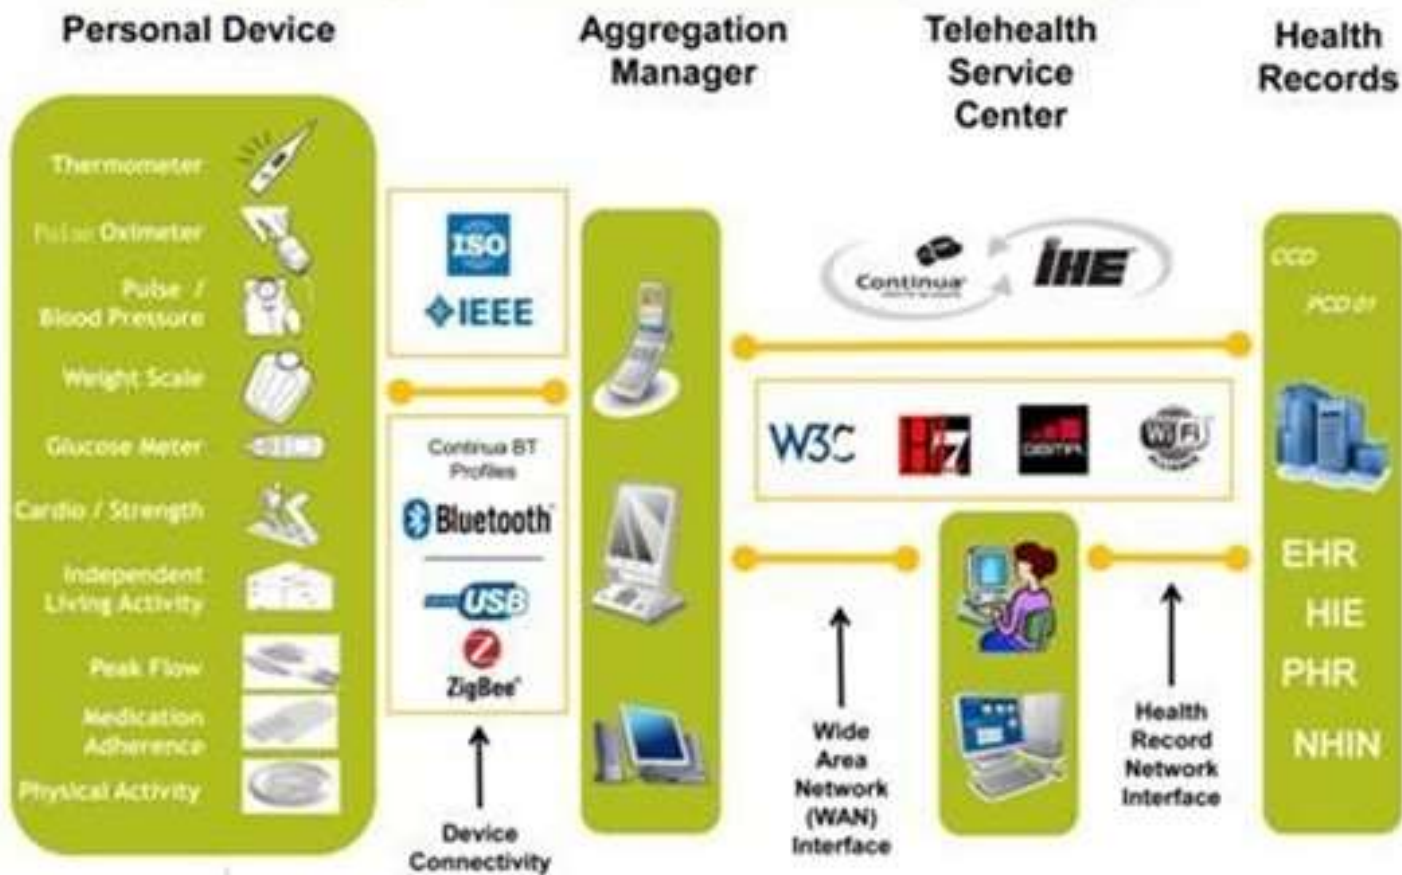 Personal Device
Aggregation
Manager
Telehealth
Service
Center
Health
Records
Thermometer
Pulse Oximeter
Pulse /
Blood Pressure
Weight Scale
Glucose Meter
Cardio / Strength
Independent
Living Activity
Peak Flow
Medication
Adherence
Physical Activity
ISO
IEEE
Continua BT
Profiles
Bluetooth
USB
ZigBee
Device
Connectivity
Continua
IHE
W3C
Wi Fi
Wide
Area
Network
(WAN)
Interface
Health
Record
Network
Interface
PCD 01
EHR
HIE
PHR
NHIN